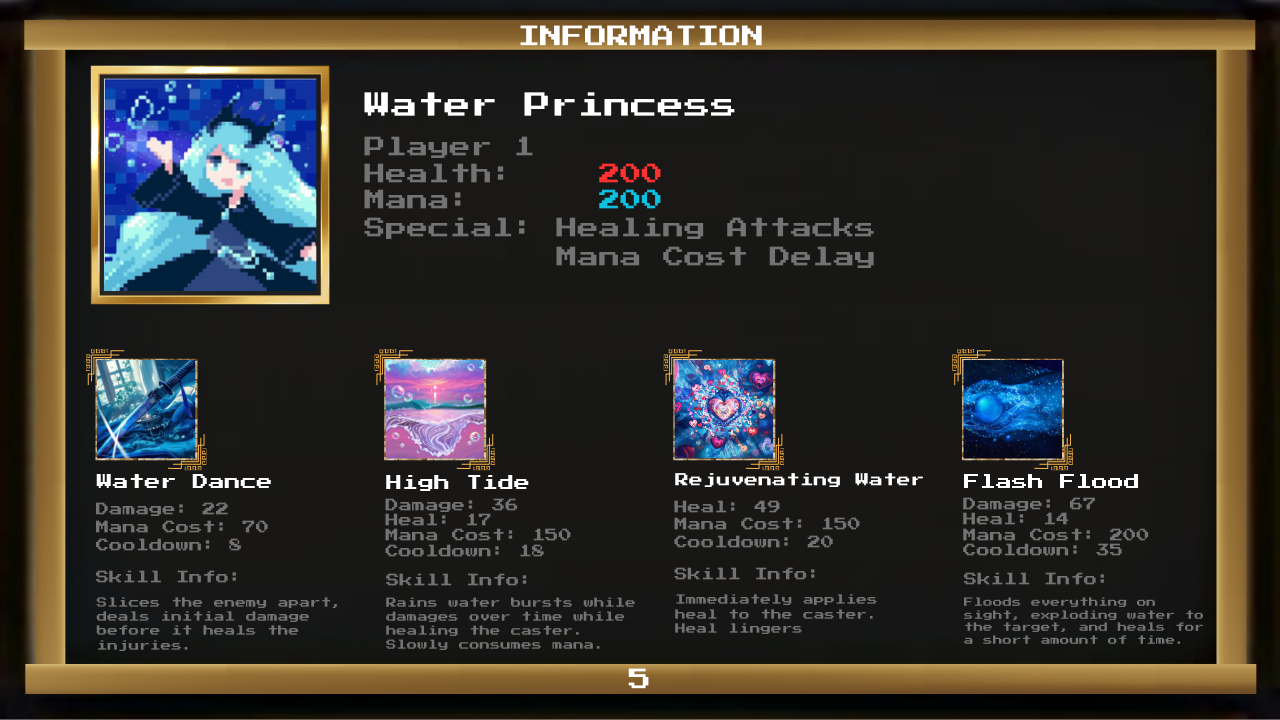 INFORMATION
Water Princess
Player 1
Health: 200
Mana: 200
Special: Healing Attacks
Mana Cost Delay
Water Dance
Damage: 22
Mana Cost: 70
Cooldown: 8
Skill Info:
Slices the enemy apart,
deals initial damage
before it heals the
injuries.
High Tide
Damage: 36
Heal: 17
Mana Cost: 150
Cooldown: 18
Skill Info:
Rains water bursts while
damages over time while
healing the caster.
Slowly consumes mana.
Rejuvenating Water
Heal: 49
Mana Cost: 150
Cooldown: 20
Skill Info:
Immediately applies
heal to the caster.
Heal lingers
Flash Flood
Damage: 67
Heal: 14
Mana Cost: 200
Cooldown: 35
Skill Info:
Floods everything on
sight, exploding water to
the target, and heals for
a short amount of time.
5